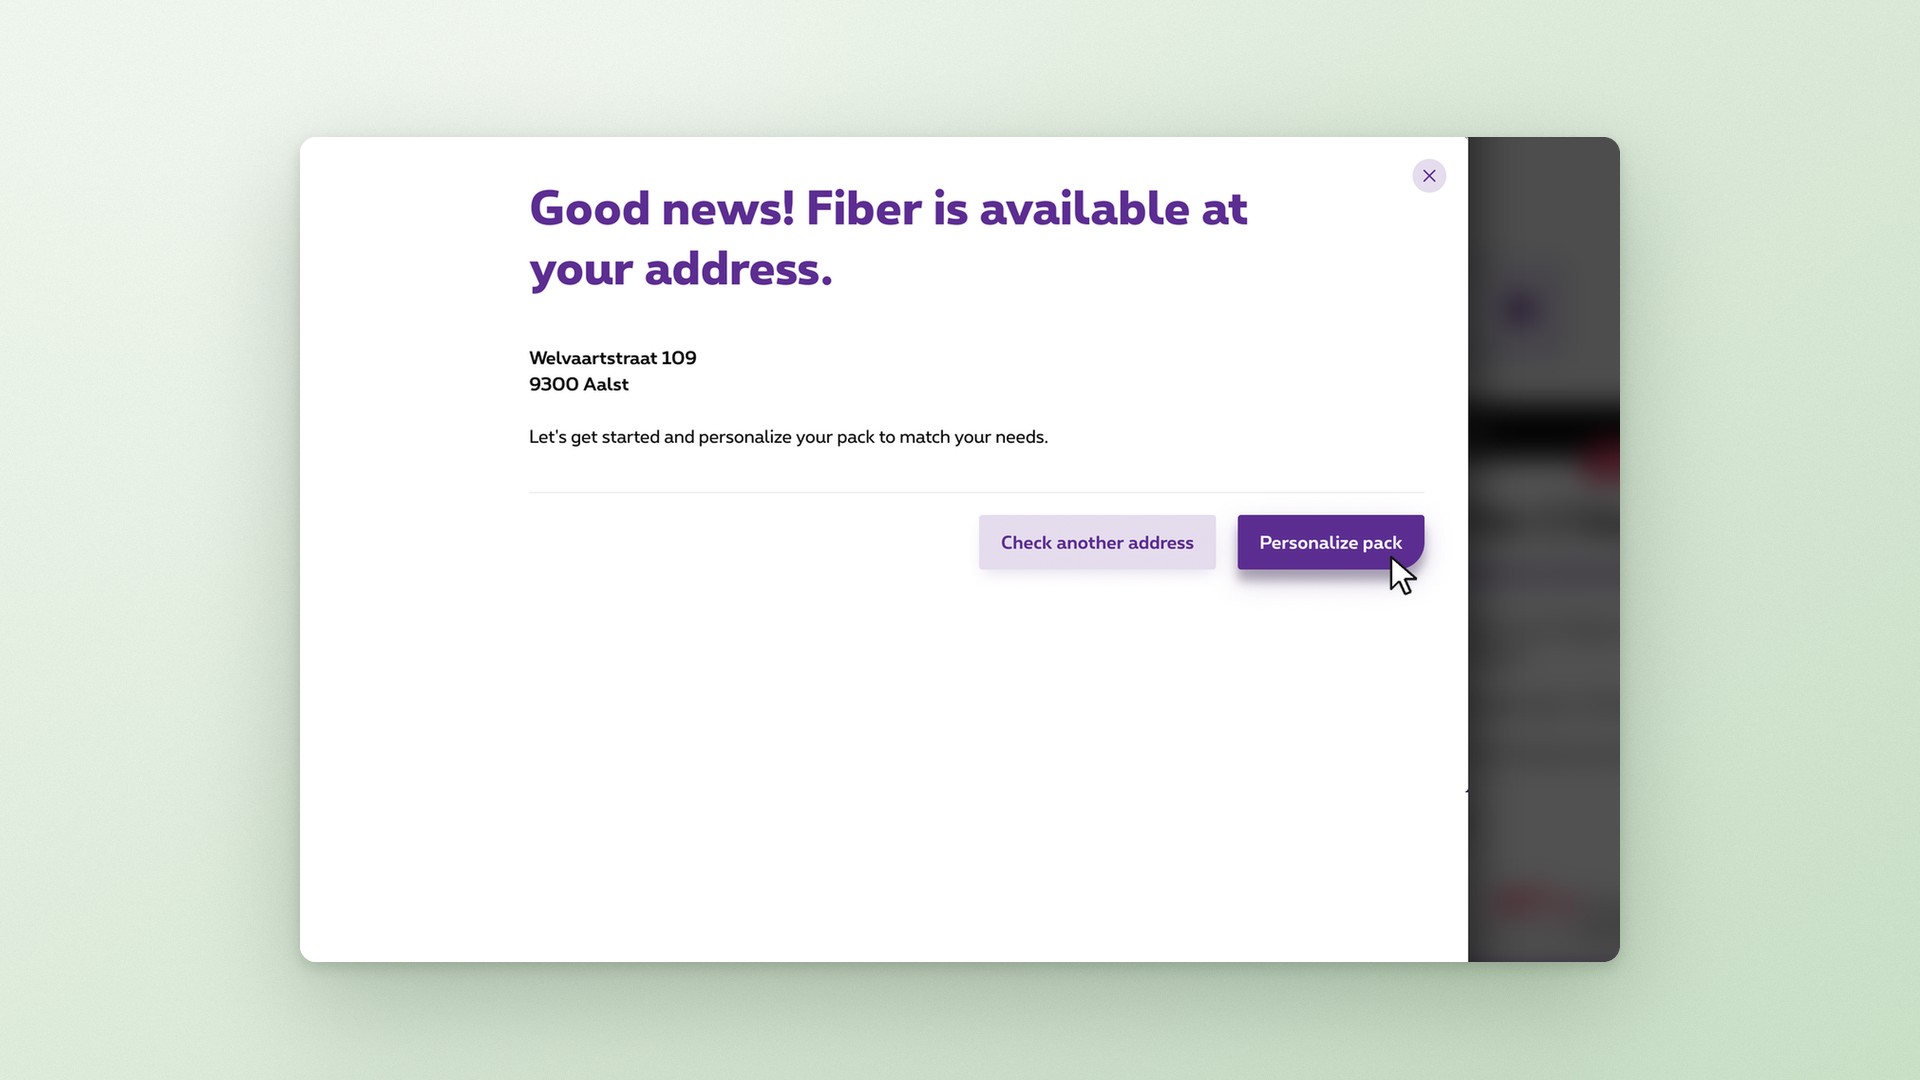 Good news! Fiber is available at
your address.
Welvaartstraat 109
9300 Aalst
Let's get started and personalize your pack to match your needs.
Check another address
Personalize pack